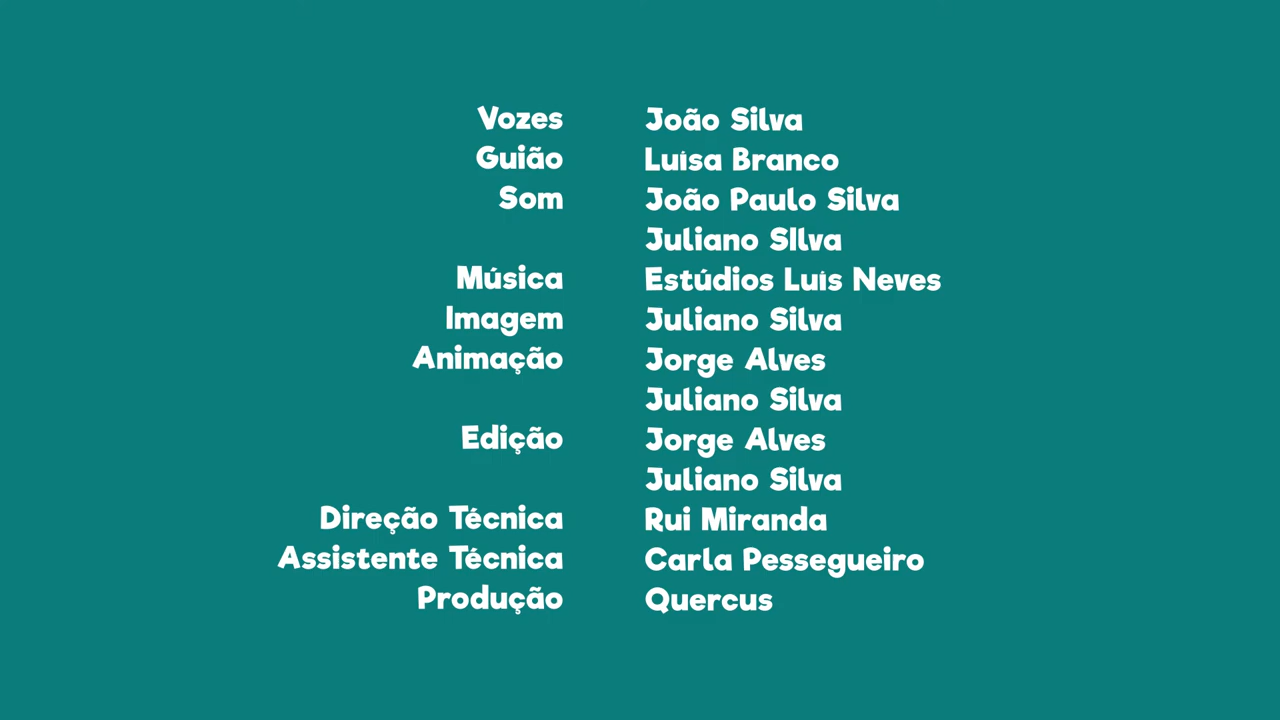 Vozes João Silva
Guião Luísa Branco
Som João Paulo Silva
Juliano SIlva
Música Estúdios Luís Neves
Imagem Juliano Silva
Animação Jorge Alves
Juliano Silva
Edição Jorge Alves
Juliano Silva
Direção Técnica Rui Miranda
Assistente Técnica Carla Pessegueiro
Produção Quercus